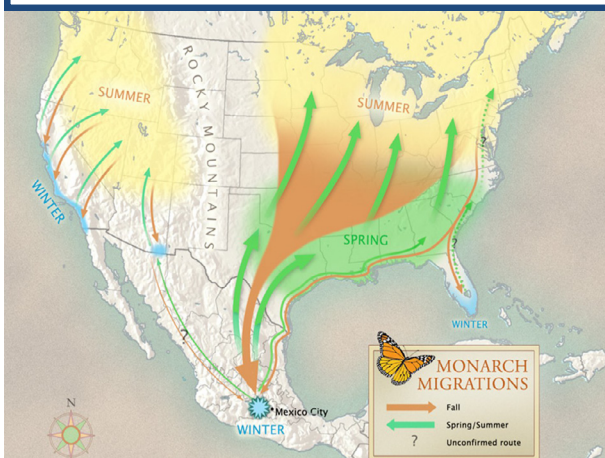 SUMMER
ROCKY MOUNTAINS
SUMMER
WINTER
SPRING
?
?
?
WINTER
MONARCH
MIGRATIONS
Fall
Spring/Summer
? Unconfirmed route
N
Mexico City
WINTER